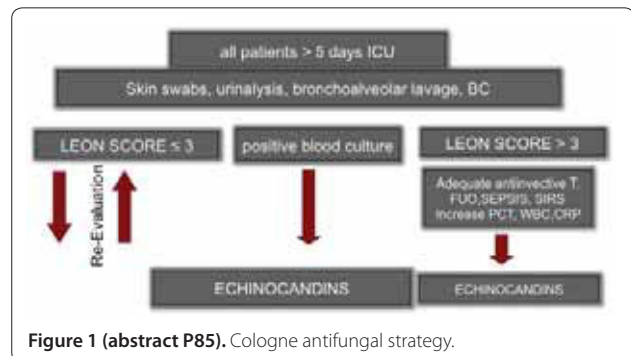 all patients > 5 days ICU
Skin swabs, urinalysis, bronchoalveolar lavage, BC
LEON SCORE ≤ 3
positive blood culture
LEON SCORE > 3
Re-Evaluation
Adequate antiinvective T.
FUO,SEPSIS, SIRS
Increase PCT, WBC,CRP
ECHINOCANDINS
ECHINOCANDINS
Figure 1 (abstract P85). Cologne antifungal strategy.